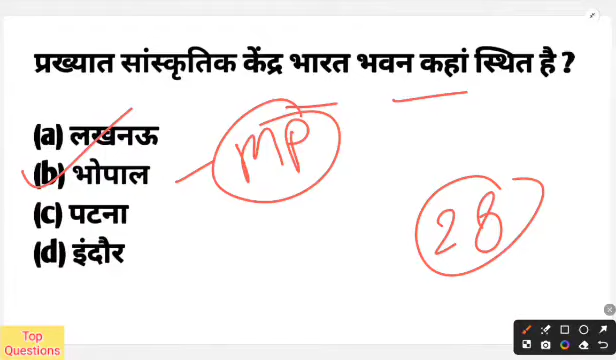 प्रख्यात सांस्कृतिक केंद्र भारत भवन कहां स्थित है ?
(a) लखनऊ
(b) भोपाल
MP
(c) पटना
28
(d) इंदौर
Top
Questions